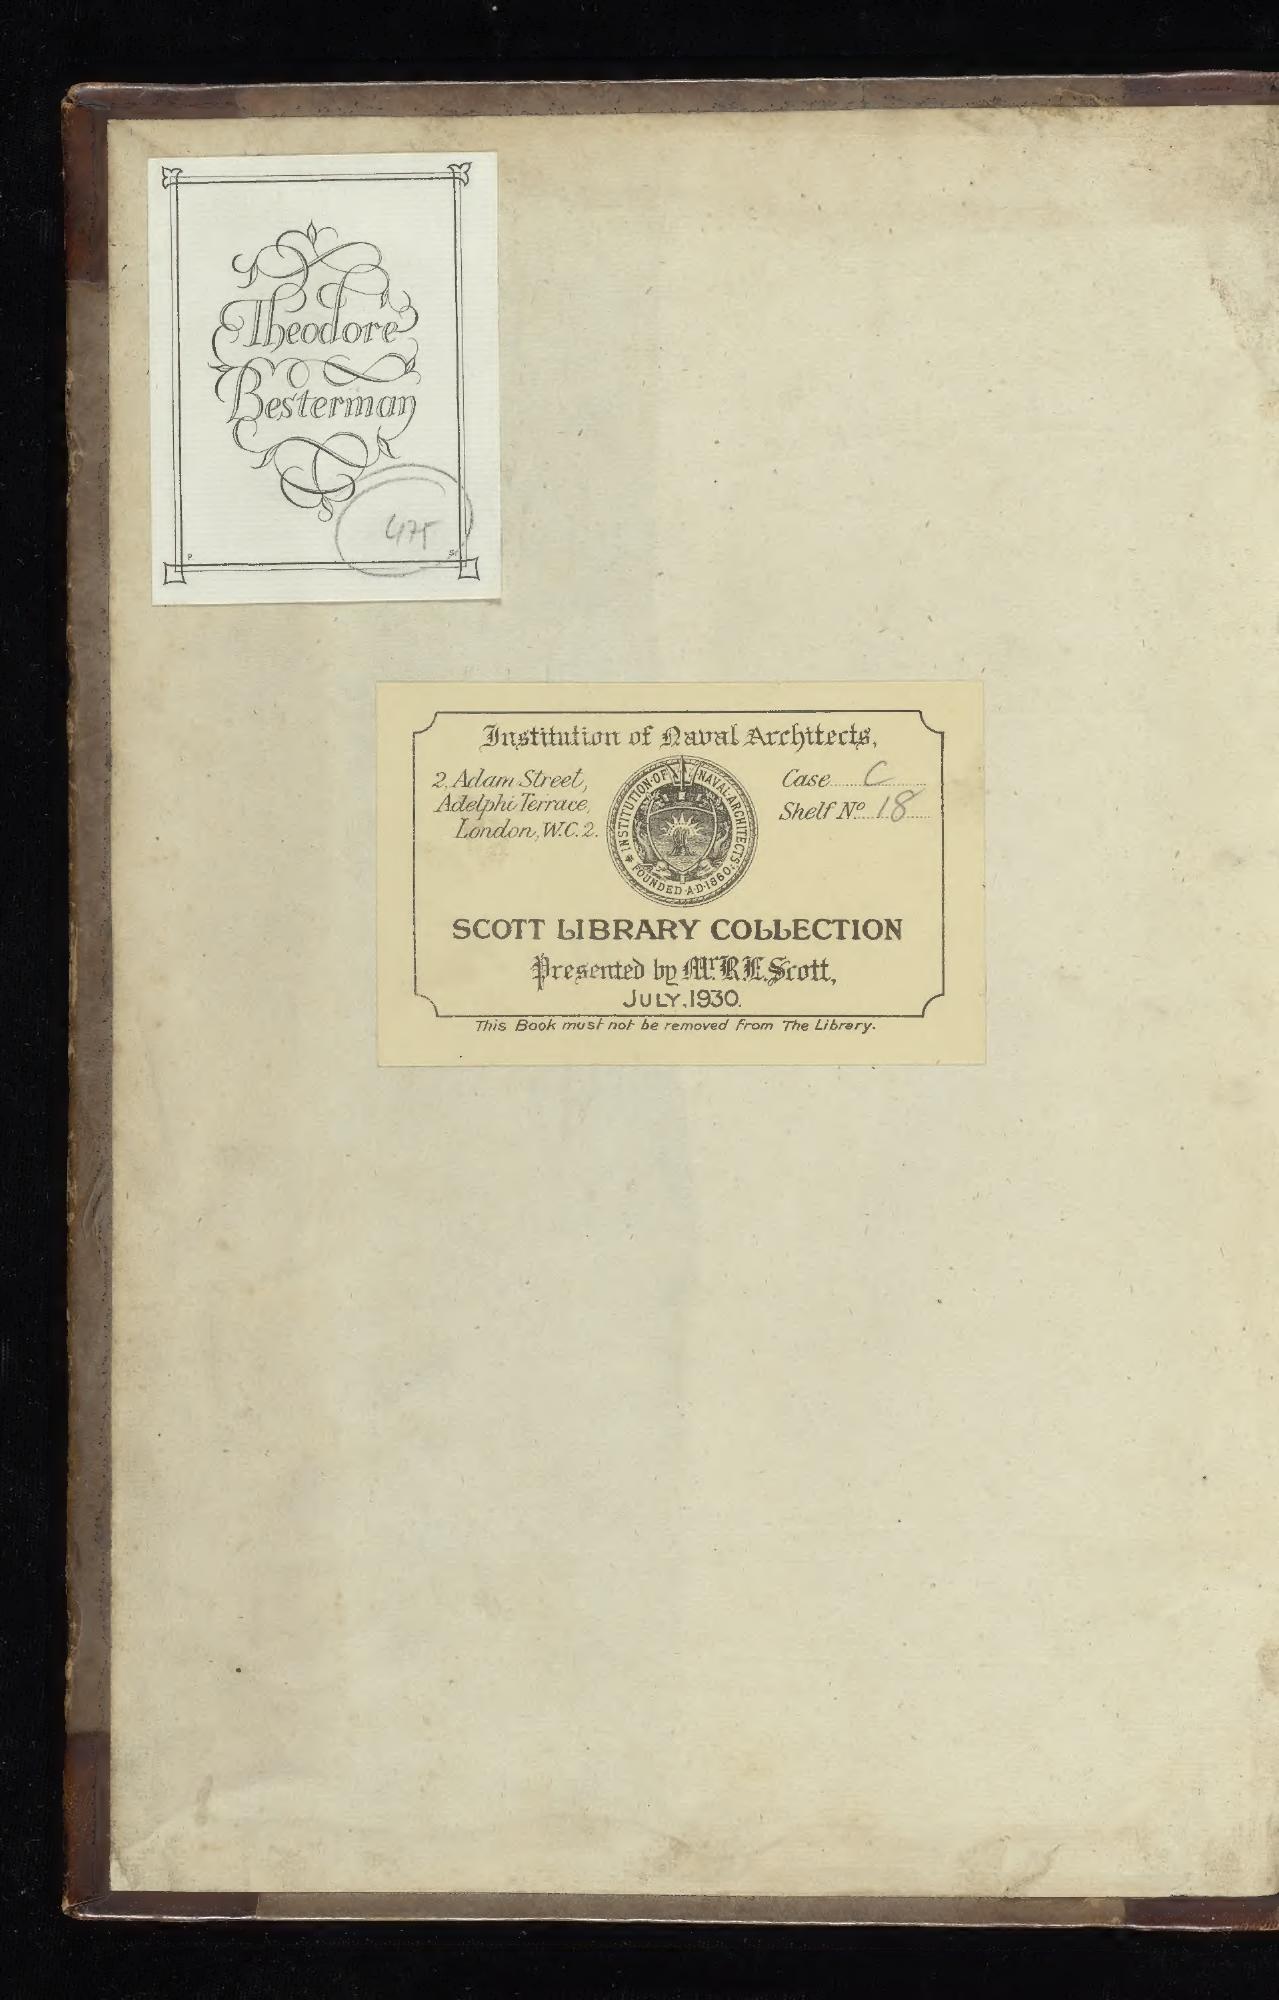 Theodore
Besterman
475
P Sc
Institution of Naval Architects,
2, Adam Street,
Adelphi Terrace,
London, W.C.2.
INSTITUTION·OF NAVAL·ARCHITECTS·
FOUNDED·A·D·1860·
Case C
Shelf No 18
SCOTT LIBRARY COLLECTION
Presented by Mr. R.L. Scott,
JULY, 1930.
This Book must not be removed from The Library.